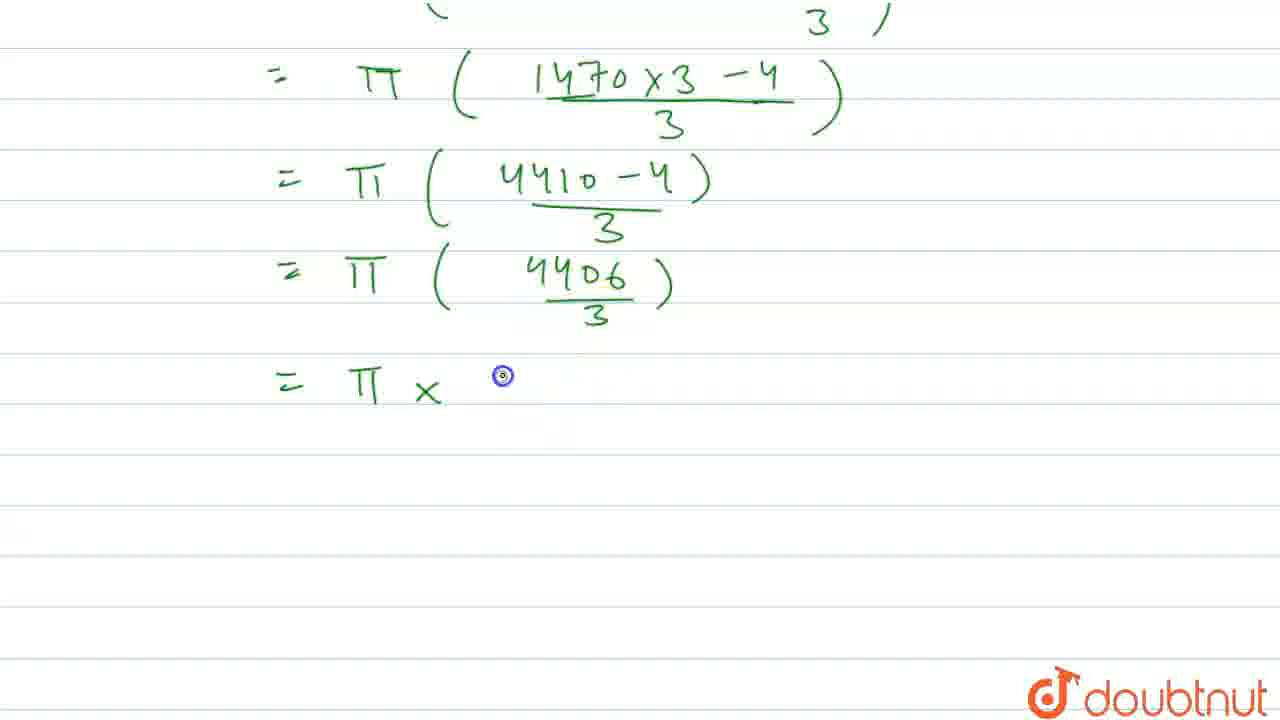 ( 3 )
= π ( 1470 x 3 - 4 / 3 )
= π ( 4410 - 4 / 3 )
= π ( 4406 / 3 )
= π x
doubtnut